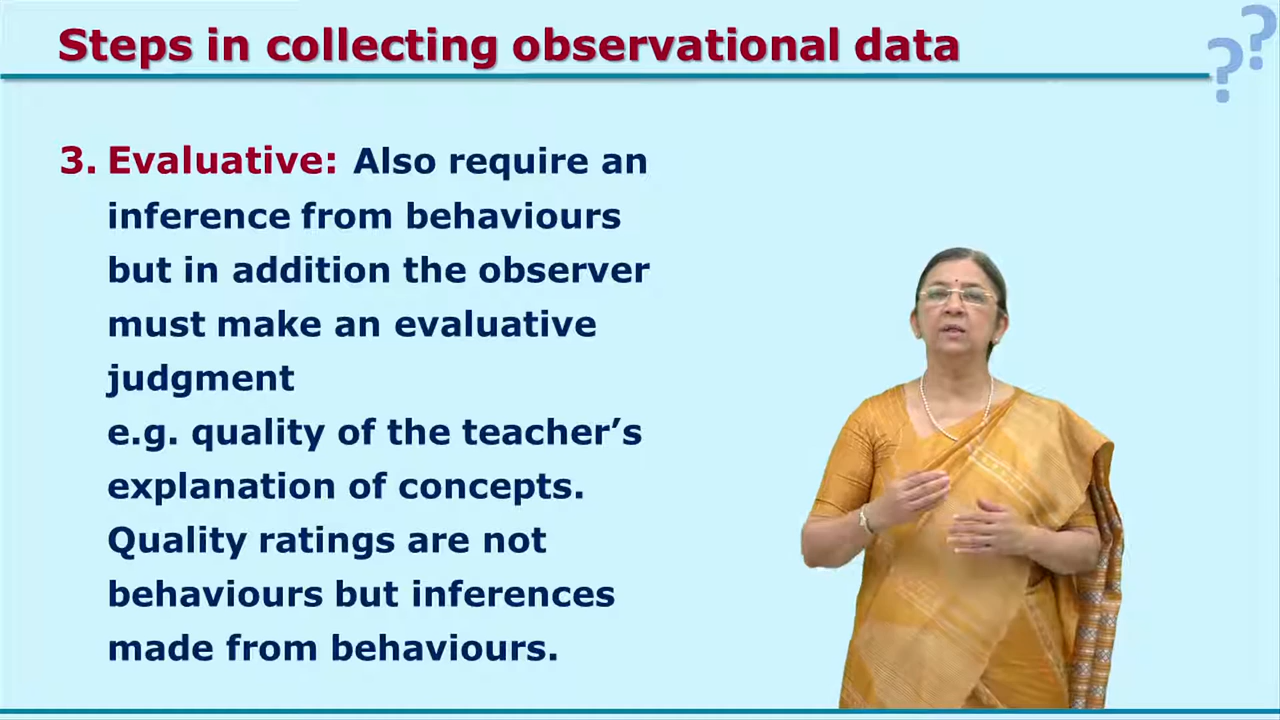 Steps in collecting observational data
??
3. Evaluative: Also require an
inference from behaviours
but in addition the observer
must make an evaluative
judgment
e.g. quality of the teacher’s
explanation of concepts.
Quality ratings are not
behaviours but inferences
made from behaviours.